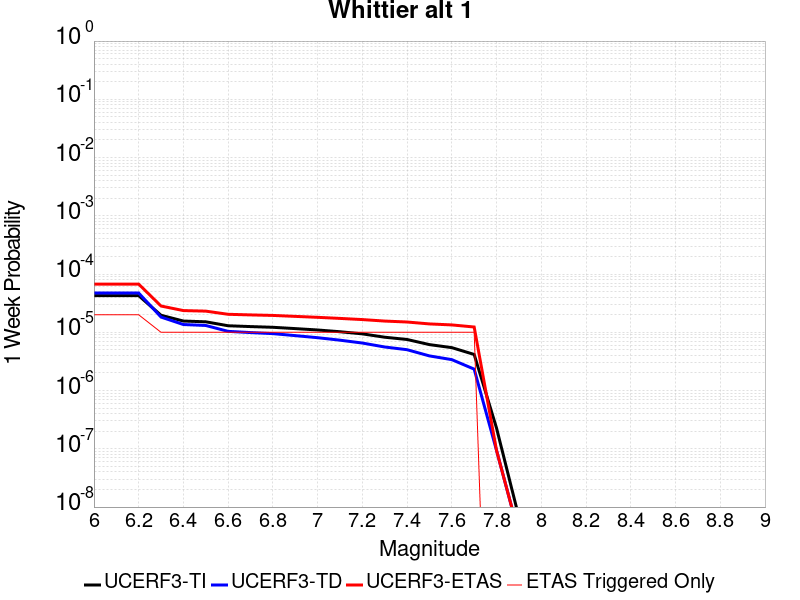 Whittier alt 1
10^0
10^-1
10^-2
10^-3
10^-4
10^-5
10^-6
10^-7
10^-8
1 Week Probability
6 6.2 6.4 6.6 6.8 7 7.2 7.4 7.6 7.8 8 8.2 8.4 8.6 8.8 9
Magnitude
UCERF3-TI UCERF3-TD UCERF3-ETAS ETAS Triggered Only